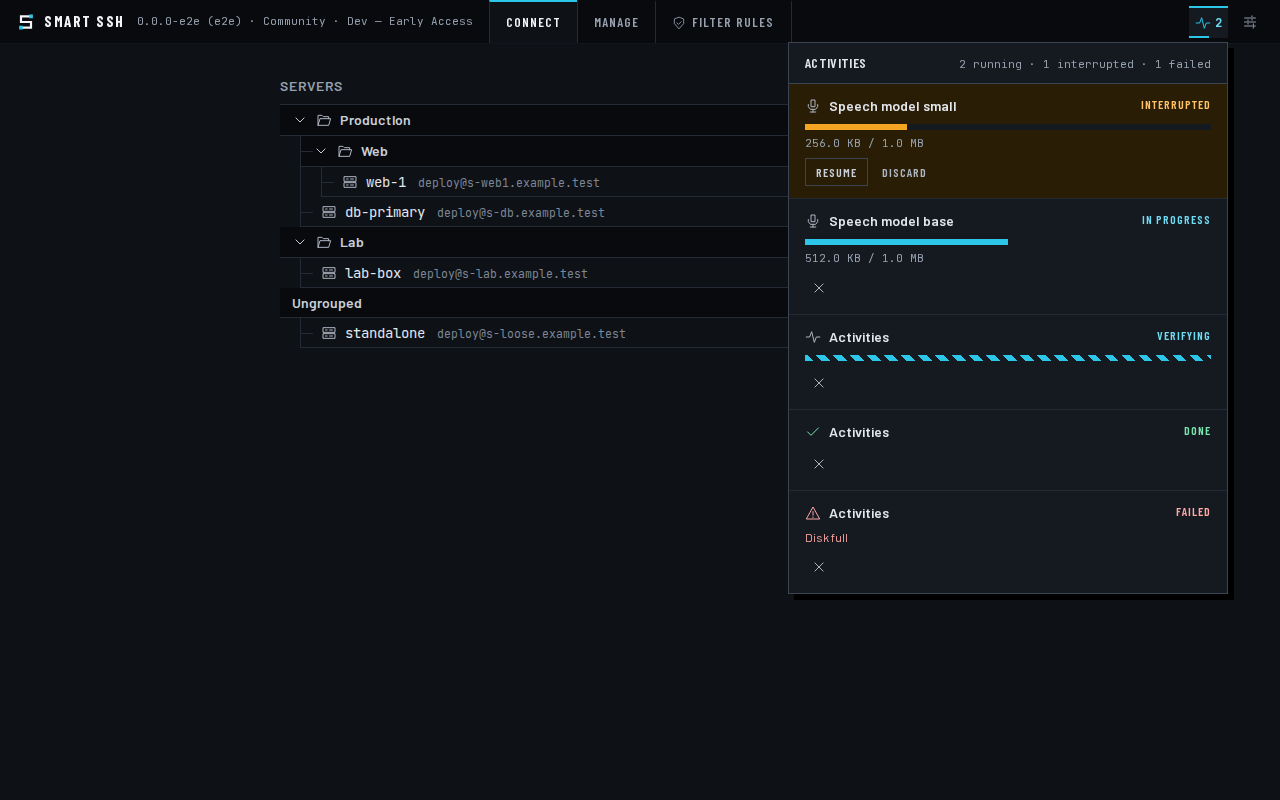 SMART SSH 0.0.0-e2e (e2e) · Community · Dev — Early Access CONNECT MANAGE FILTER RULES 2
SERVERS
Production
Web
web-1 deploy@s-web1.example.test
db-primary deploy@s-db.example.test
Lab
lab-box deploy@s-lab.example.test
Ungrouped
standalone deploy@s-loose.example.test
ACTIVITIES 2 running · 1 interrupted · 1 failed
Speech model small INTERRUPTED
256.0 KB / 1.0 MB
RESUME DISCARD
Speech model base IN PROGRESS
512.0 KB / 1.0 MB
Activities VERIFYING
Activities DONE
Activities FAILED
Disk full